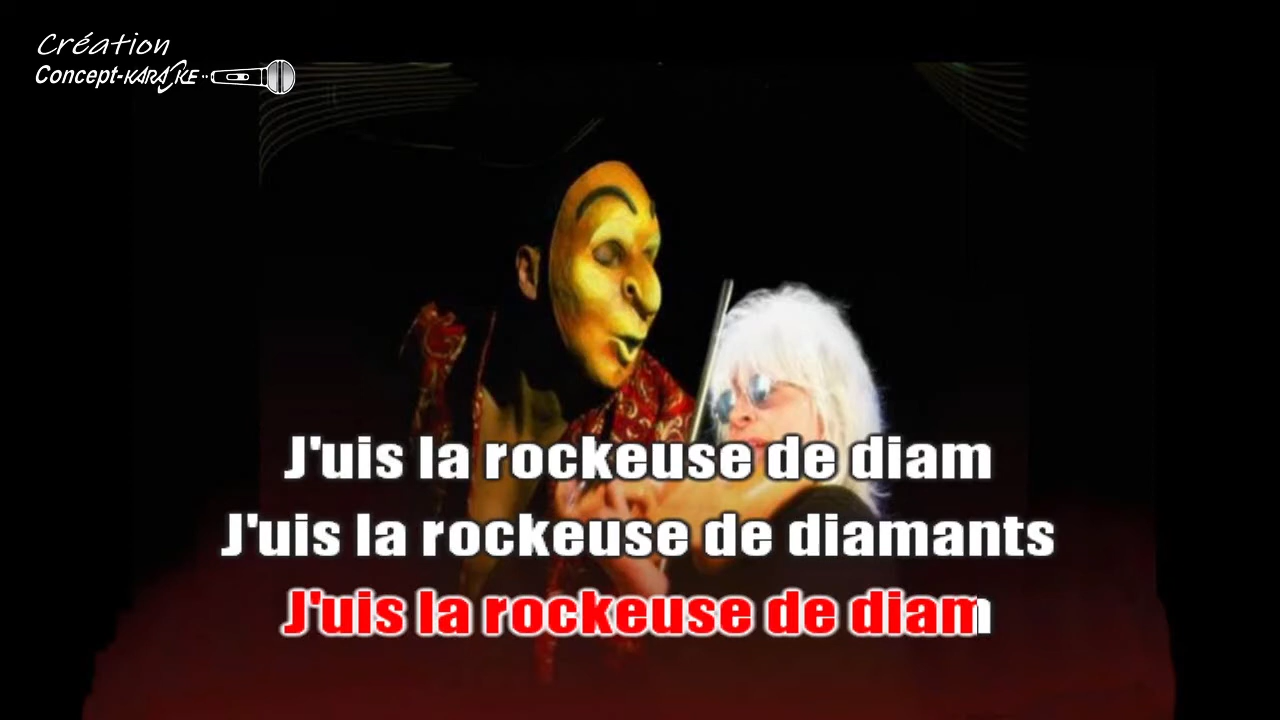 Création
Concept-KARAOKE
J'uis la rockeuse de diam
J'uis la rockeuse de diamants
J'uis la rockeuse de diam